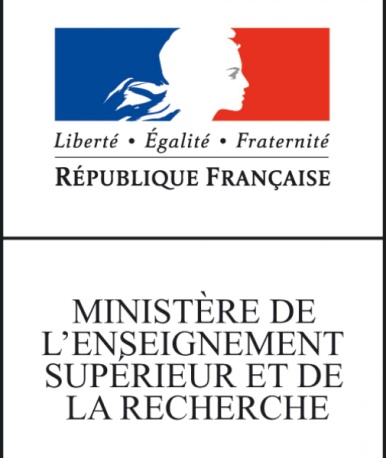 Liberté • Égalité • Fraternité
RÉPUBLIQUE FRANÇAISE
MINISTÈRE DE
L'ENSEIGNEMENT
SUPÉRIEUR ET DE
LA RECHERCHE